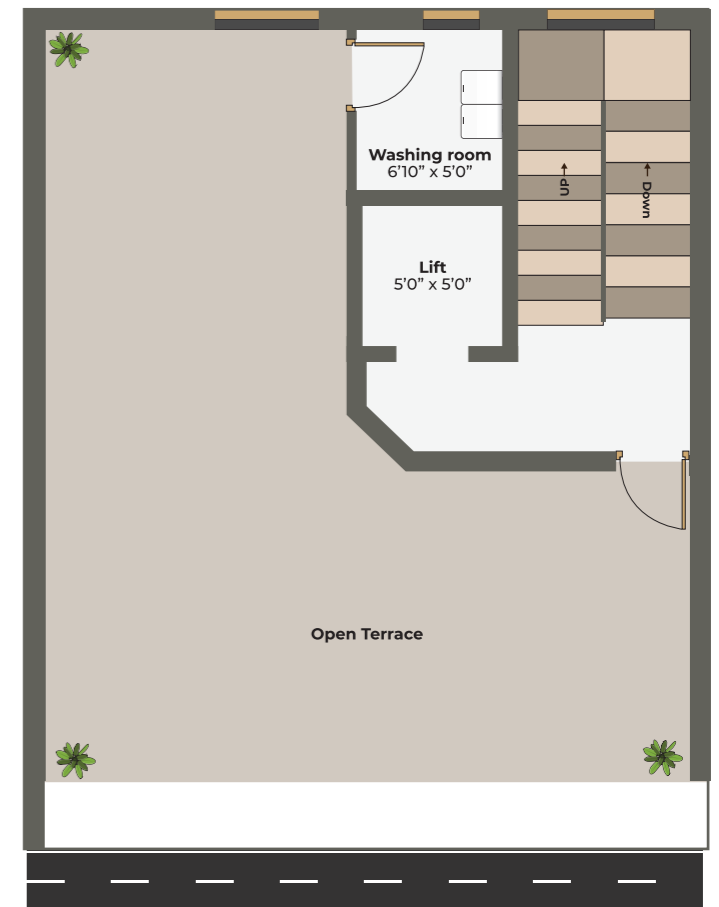 Washing room
6’10” x 5’0”
UP
Down
Lift
5’0” x 5’0”
Open Terrace